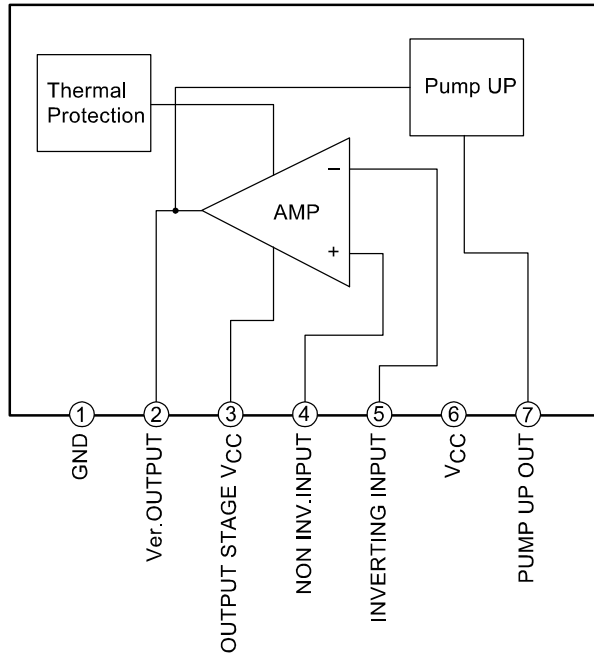 Thermal
Protection
Pump UP
−
AMP
+
1
2
3
4
5
6
7
GND
Ver.OUTPUT
OUTPUT STAGE VCC
NON INV.INPUT
INVERTING INPUT
VCC
PUMP UP OUT